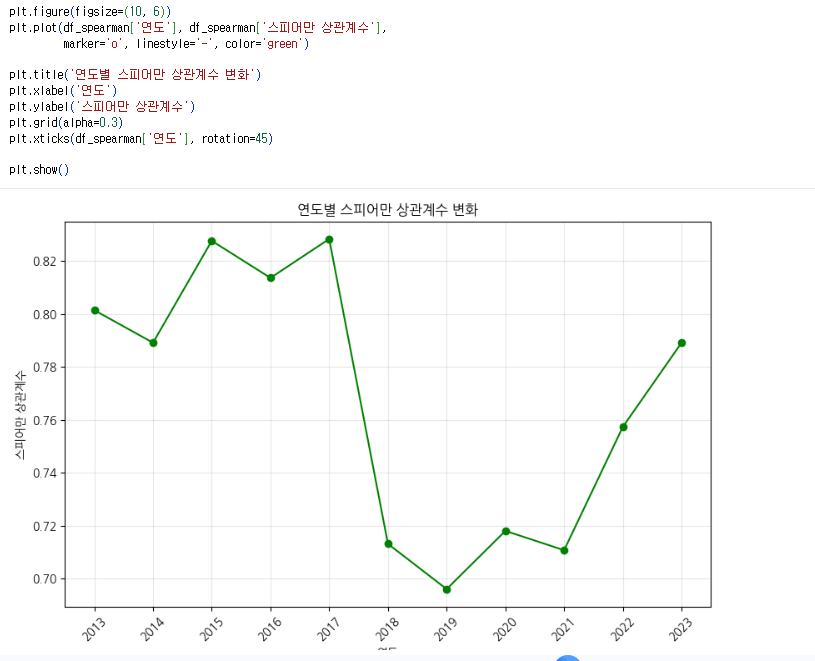 plt.figure(figsize=(10, 6))
plt.plot(df_spearman['연도'], df_spearman['스피어만 상관계수'],
marker='o', linestyle='-', color='green')
plt.title('연도별 스피어만 상관계수 변화')
plt.xlabel('연도')
plt.ylabel('스피어만 상관계수')
plt.grid(alpha=0.3)
plt.xticks(df_spearman['연도'], rotation=45)
plt.show()
연도별 스피어만 상관계수 변화
스피어만 상관계수
0.82
0.80
0.78
0.76
0.74
0.72
0.70
2013 2014 2015 2016 2017 2018 2019 2020 2021 2022 2023